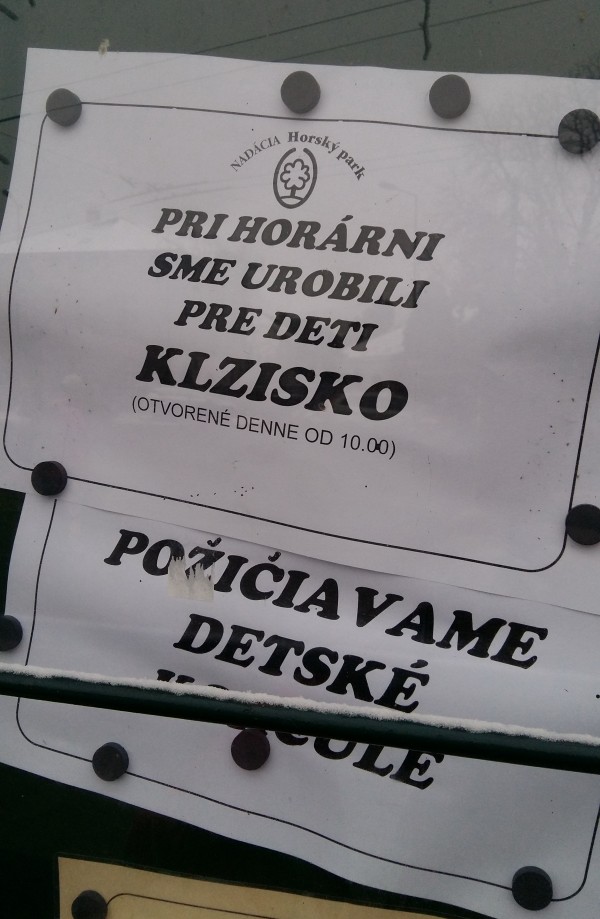 NADÁCIA Horský park
PRI HORÁRNI
SME UROBILI
PRE DETI
KLZISKO
(OTVORENÉ DENNE OD 10.00)
POŽIČIAVAME
DETSKÉ